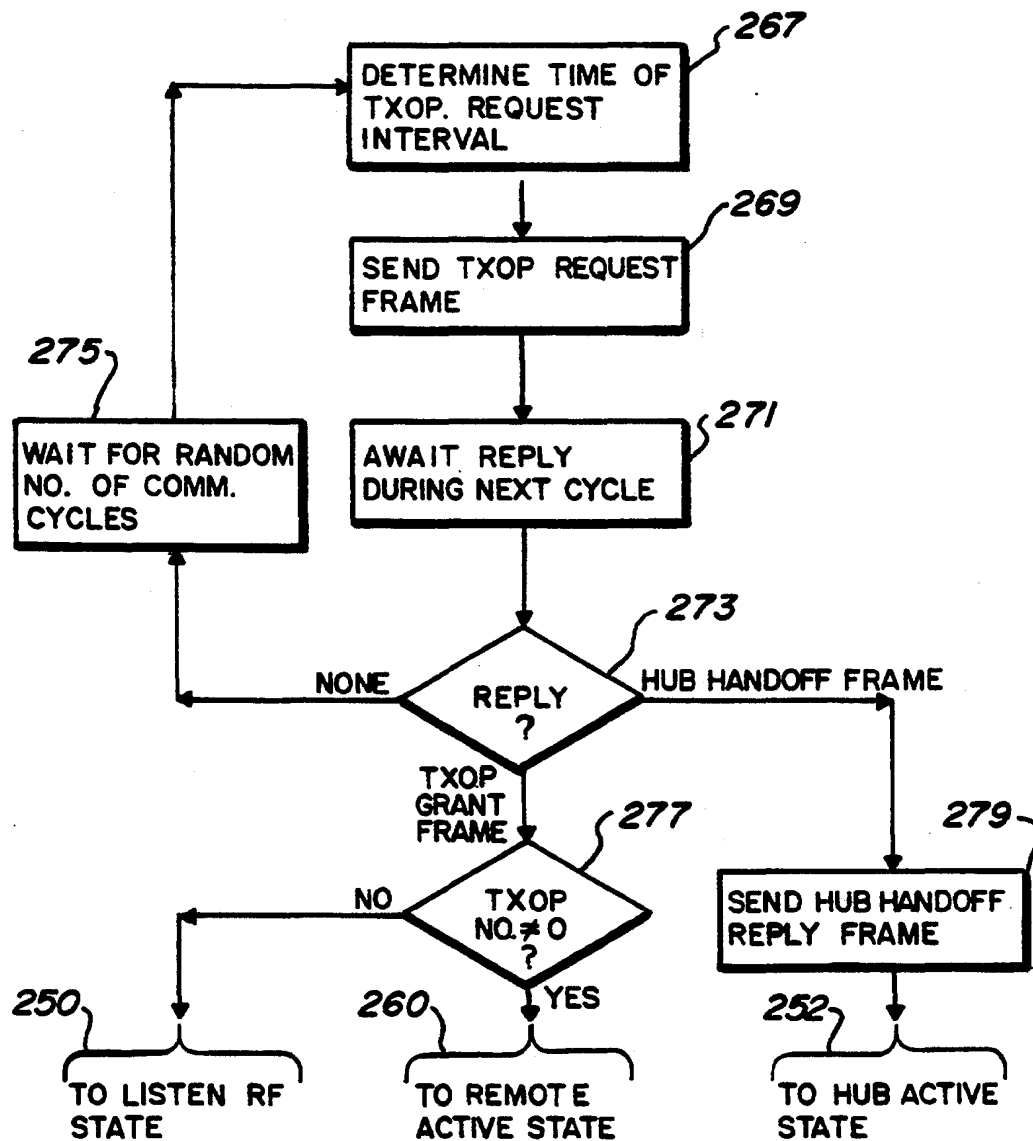 267
DETERMINE TIME OF
TXOP. REQUEST
INTERVAL
269
SEND TXOP REQUEST
FRAME
275
WAIT FOR RANDOM
NO. OF COMM.
CYCLES
271
AWAIT REPLY
DURING NEXT CYCLE
273
NONE
REPLY
?
HUB HANDOFF FRAME
TXOP
GRANT
FRAME
277
279
NO
TXOP
NO. ≠ 0
?
YES
SEND HUB HANDOFF
REPLY FRAME
250
260
252
TO LISTEN RF
STATE
TO REMOTE
ACTIVE STATE
TO HUB ACTIVE
STATE